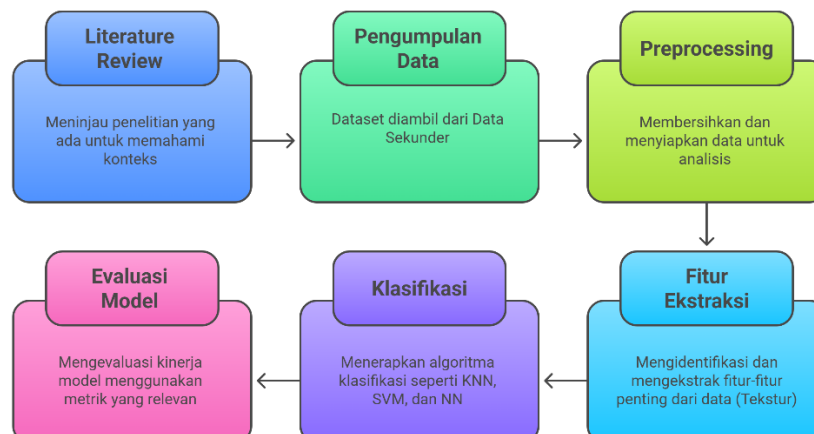 Literature
Review
Meninjau penelitian yang
ada untuk memahami
konteks
Pengumpulan
Data
Dataset diambil dari Data
Sekunder
Preprocessing
Membersihkan dan
menyiapkan data untuk
analisis
Fitur
Ekstraksi
Mengidentifikasi dan
mengekstrak fitur-fitur
penting dari data (Tekstur)
Klasifikasi
Menerapkan algoritma
klasifikasi seperti KNN,
SVM, dan NN
Evaluasi
Model
Mengevaluasi kinerja
model menggunakan
metrik yang relevan